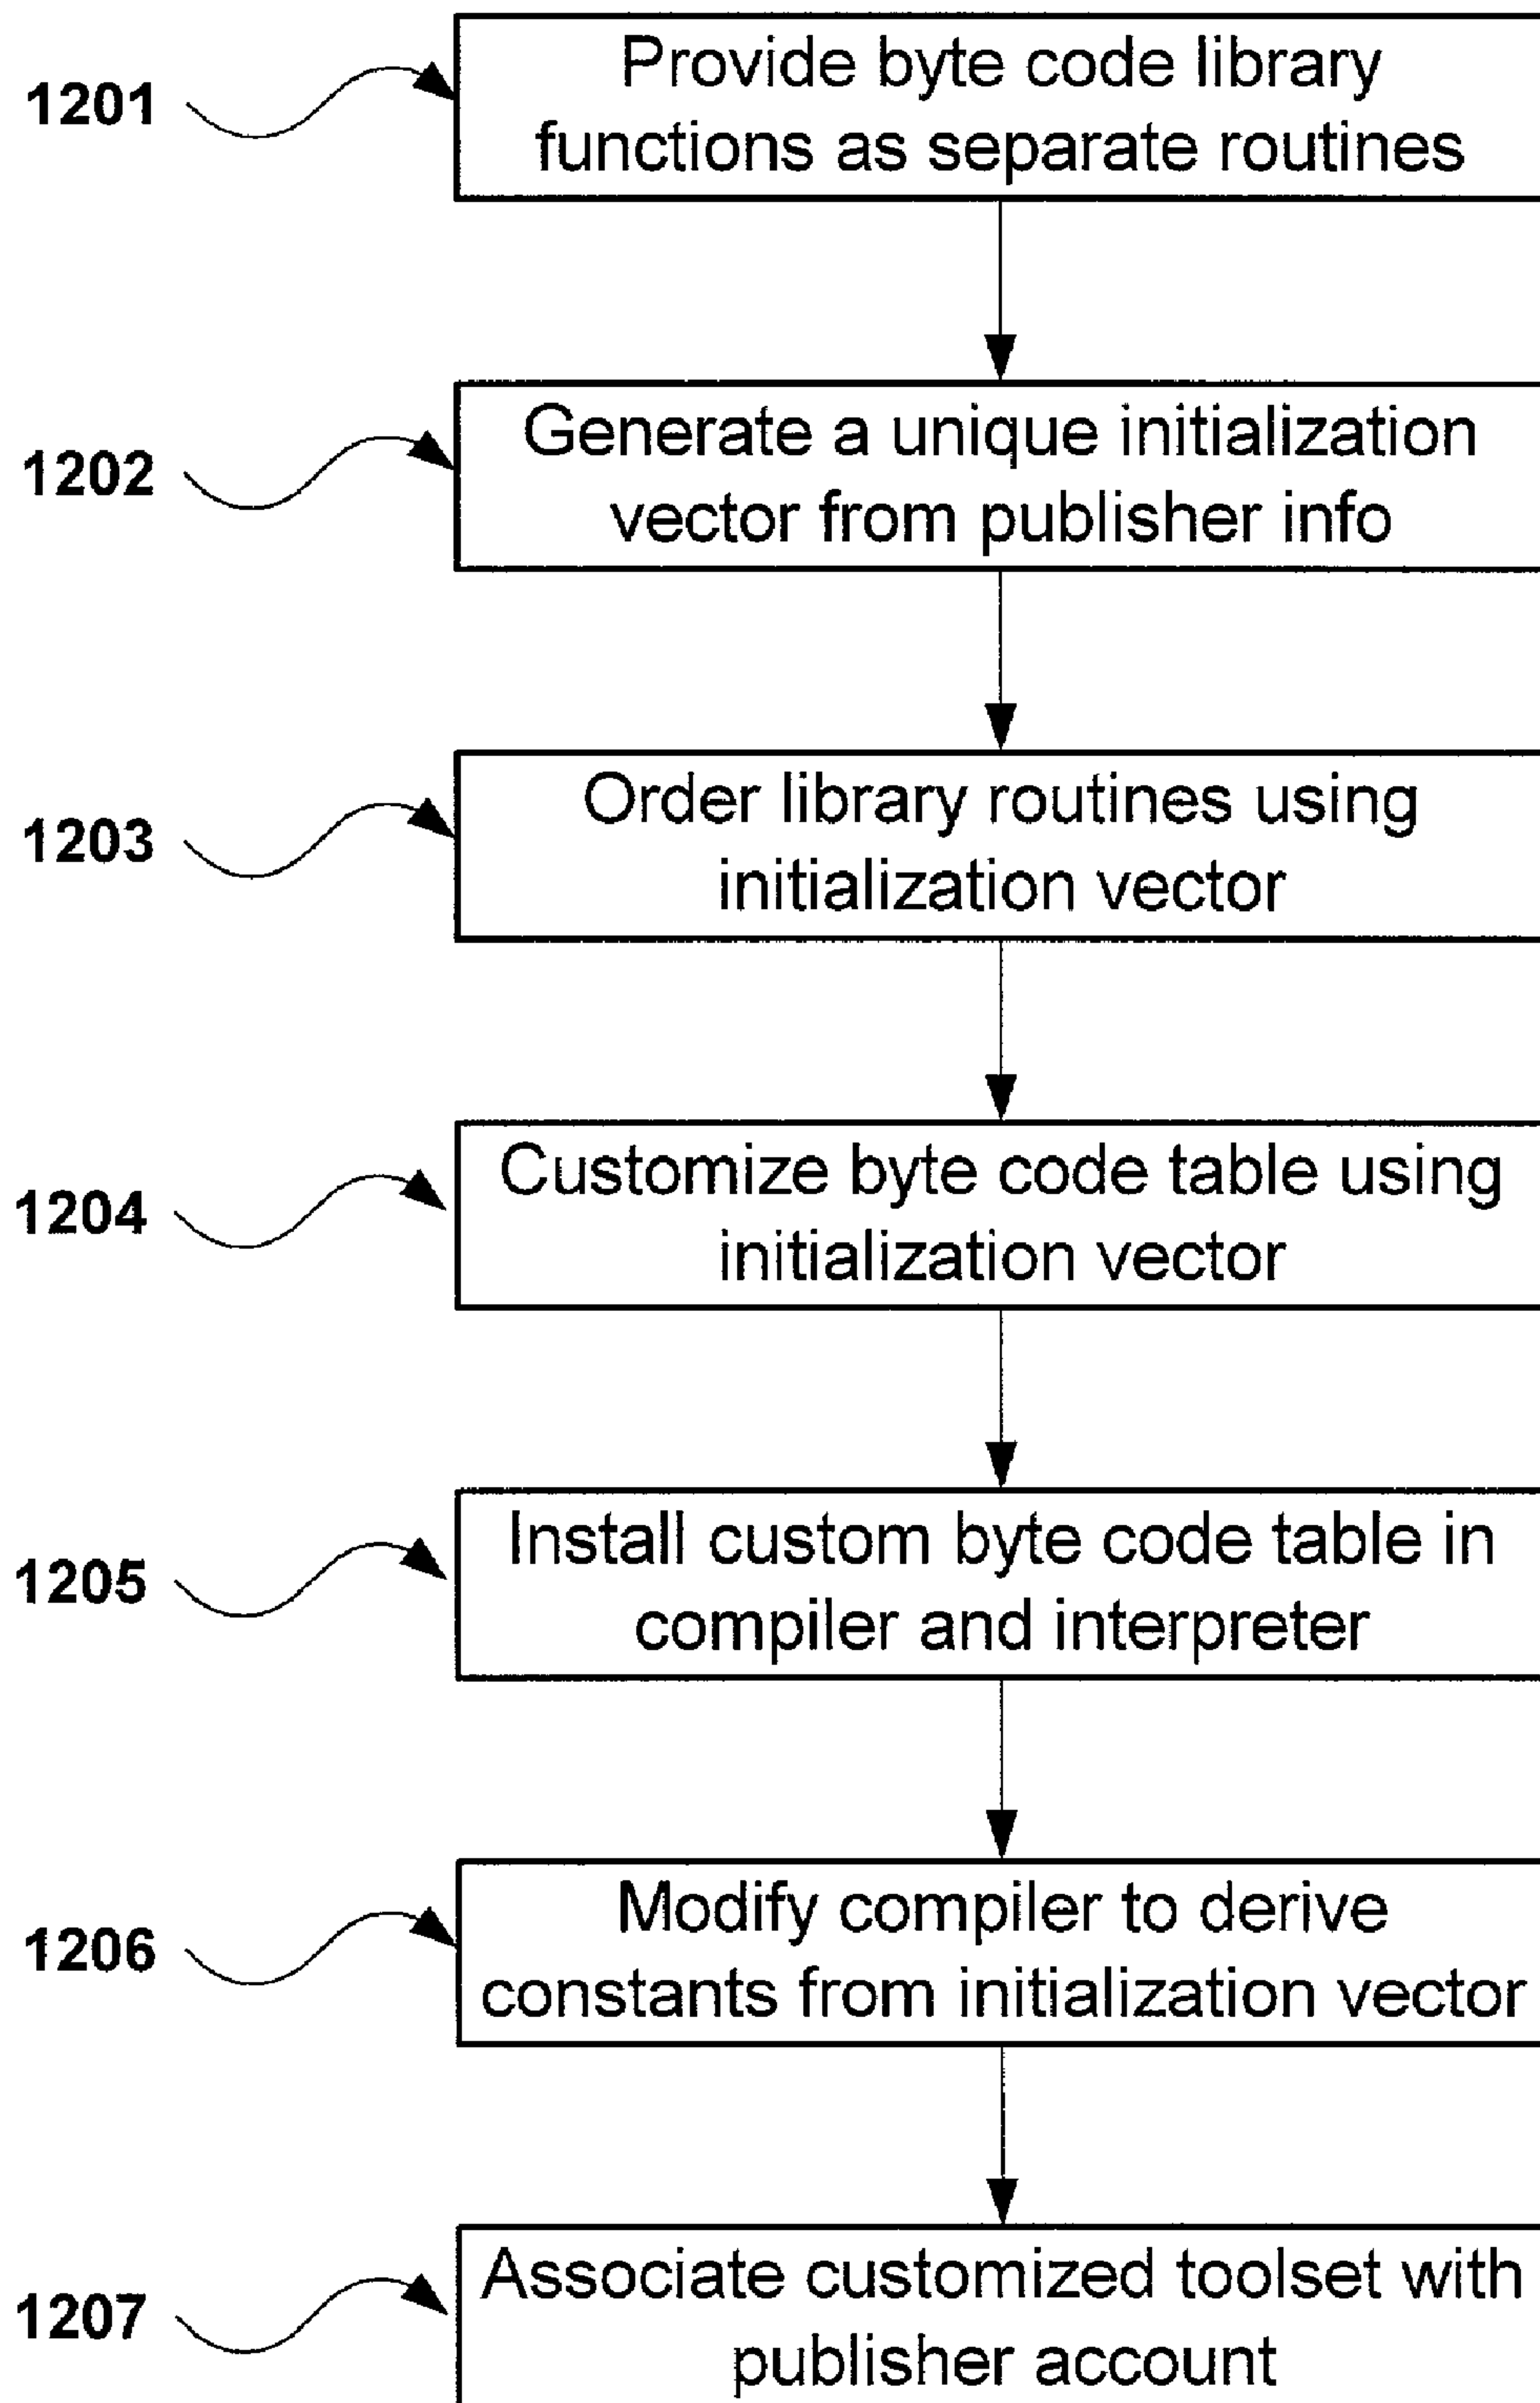 1201
Provide byte code library
functions as separate routines
1202
Generate a unique initialization
vector from publisher info
1203
Order library routines using
initialization vector
1204
Customize byte code table using
initialization vector
1205
Install custom byte code table in
compiler and interpreter
1206
Modify compiler to derive
constants from initialization vector
1207
Associate customized toolset with
publisher account